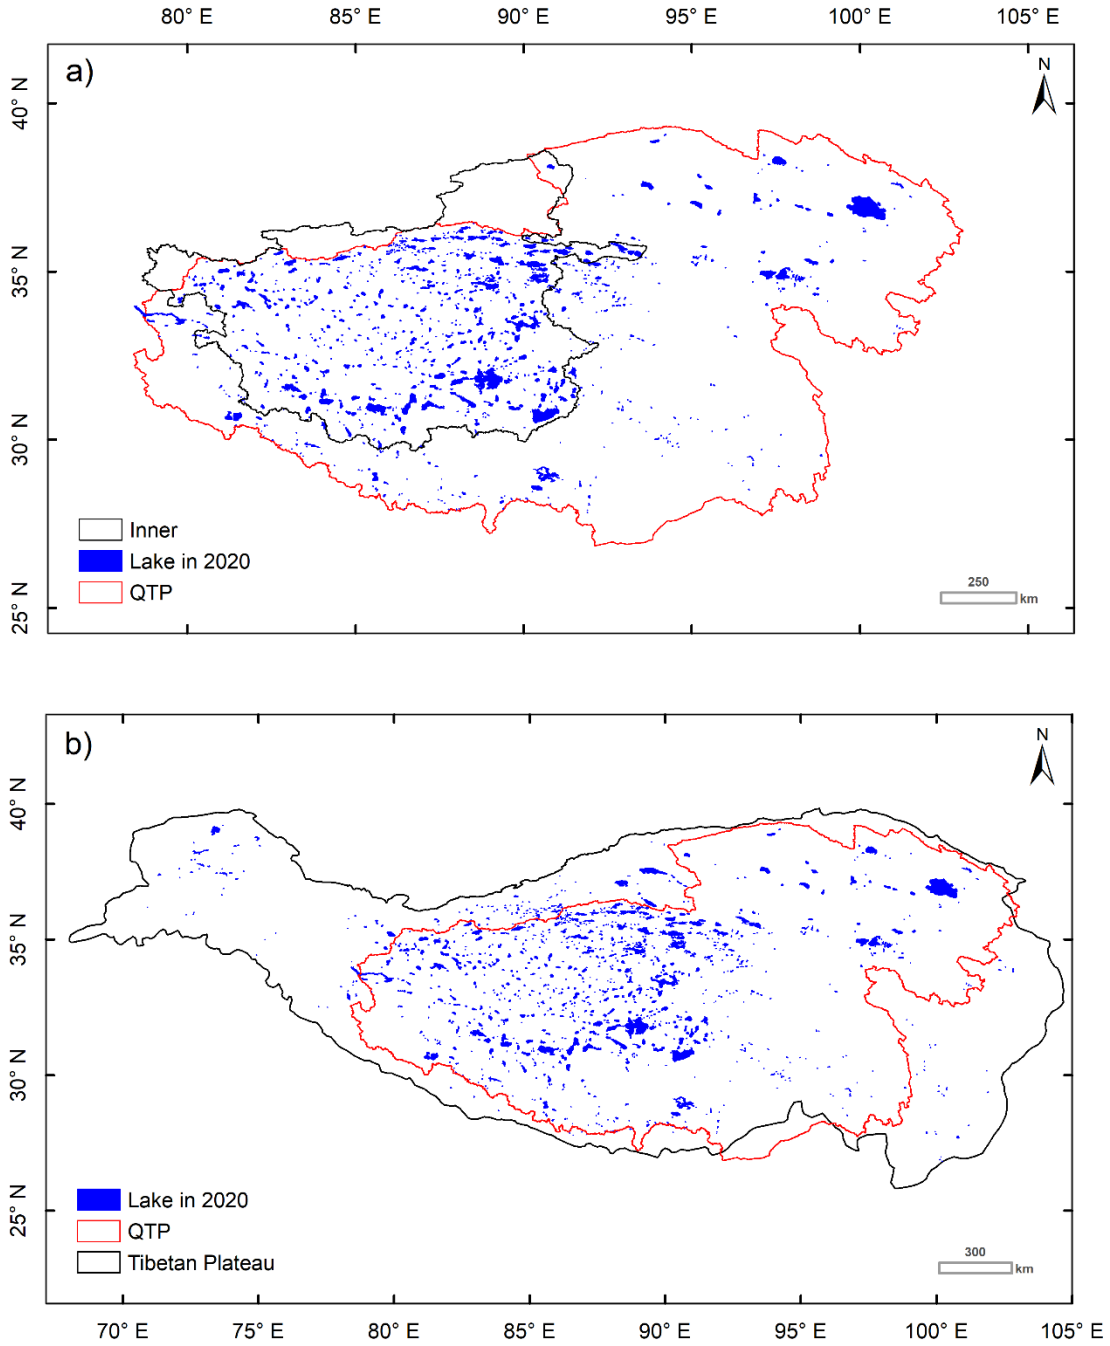 80° E 85° E 90° E 95° E 100° E 105° E
a)
N
40° N
35° N
30° N
25° N
Inner
Lake in 2020
QTP
250
km
b)
N
40° N
35° N
30° N
25° N
Lake in 2020
QTP
Tibetan Plateau
300
km
70° E 75° E 80° E 85° E 90° E 95° E 100° E 105° E